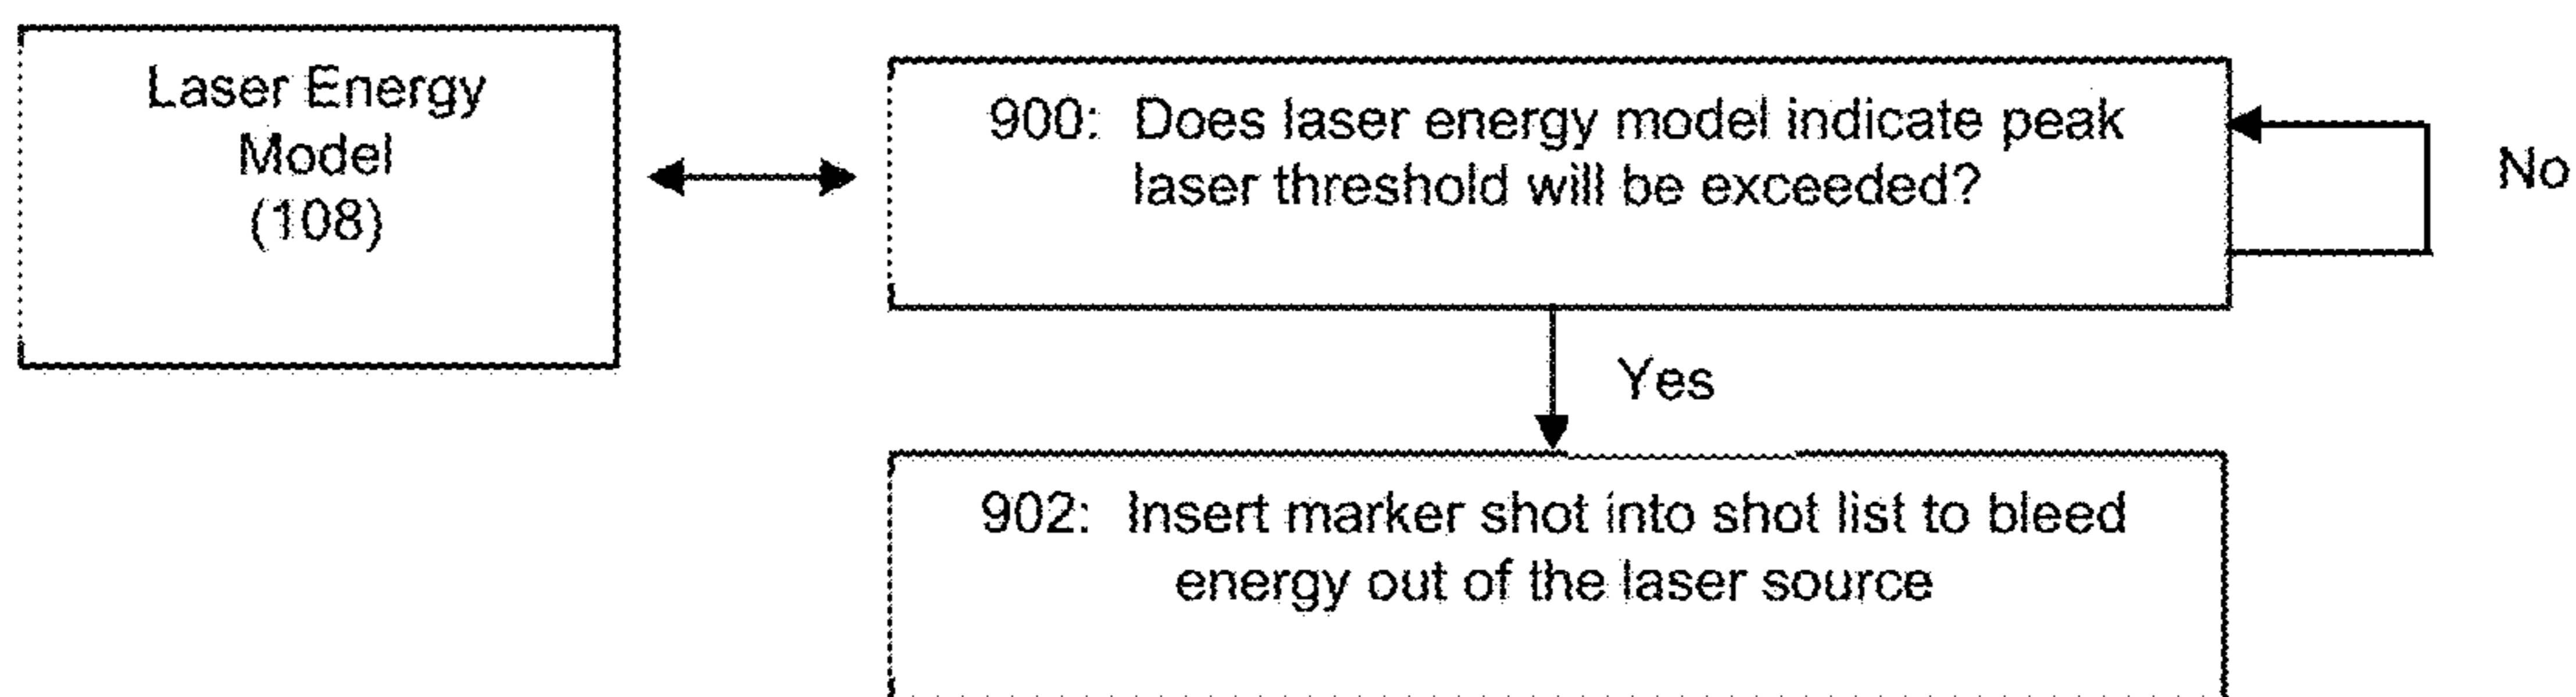 Laser Energy
Model
(108)
900: Does laser energy model indicate peak
laser threshold will be exceeded?
No
Yes
902: Insert marker shot into shot list to bleed
energy out of the laser source